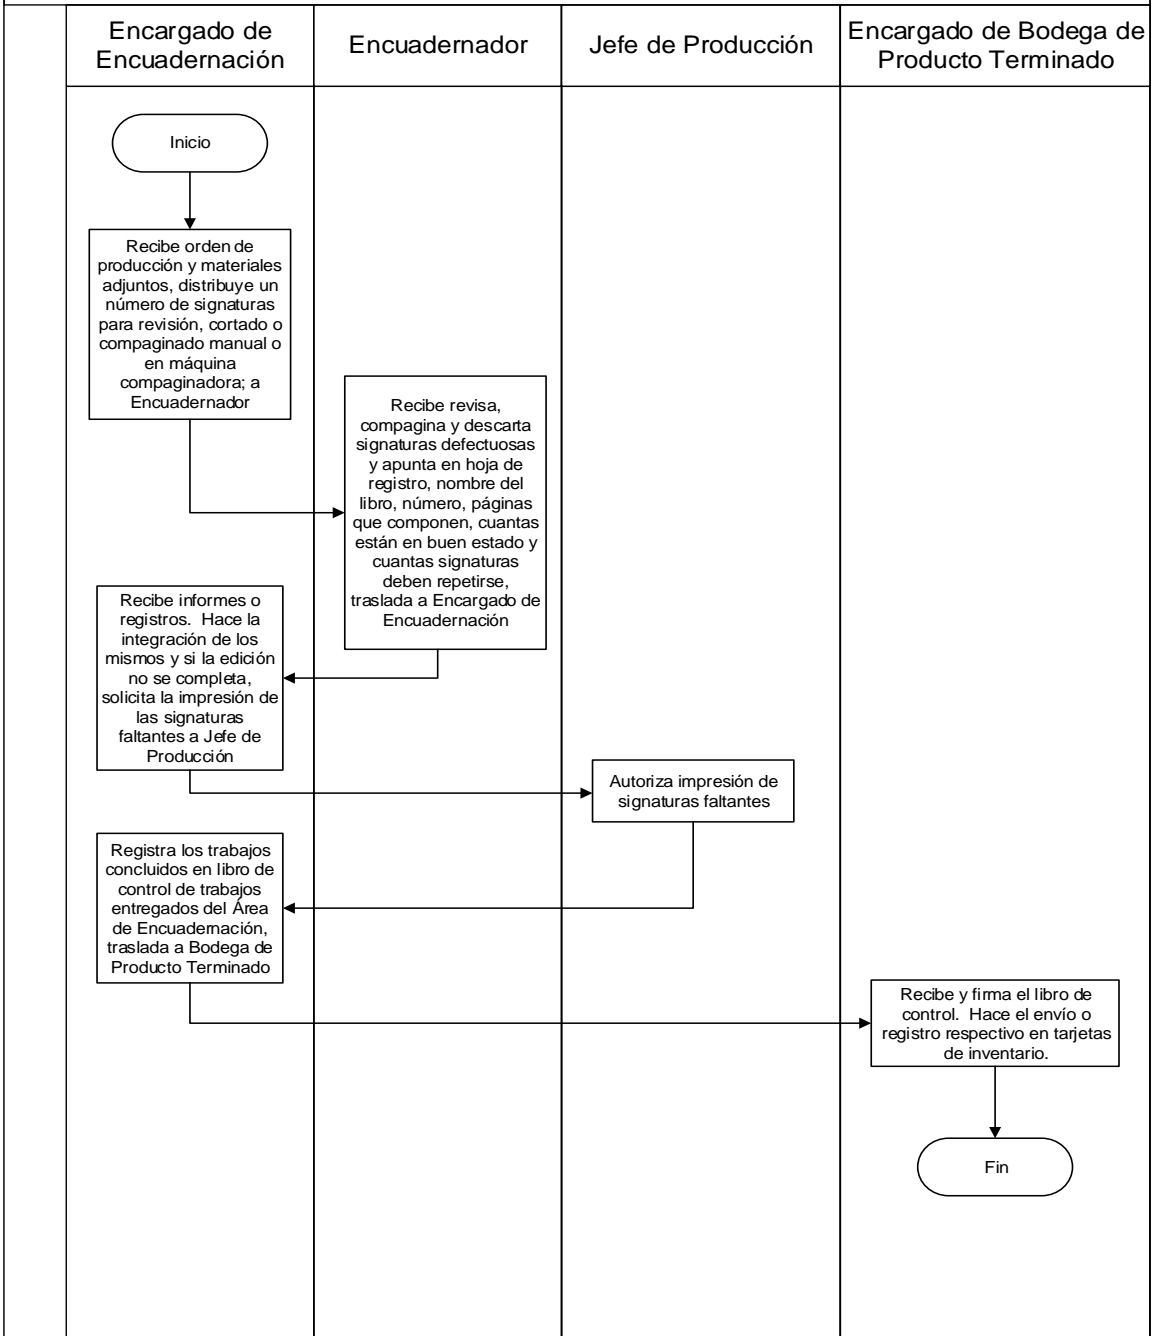 Encargado de
Encuadernación
Encuadernador
Jefe de Producción
Encargado de Bodega de
Producto Terminado
Inicio
Recibe orden de
producción y materiales
adjuntos, distribuye un
número de signaturas
para revisión, cortado o
compaginado manual o
en máquina
compaginadora; a
Encuadernador
Recibe revisa,
compagina y descarta
signaturas defectuosas
y apunta en hoja de
registro, nombre del
libro, número, páginas
que componen, cuantas
están en buen estado y
cuantas signaturas
deben repetirse,
traslada a Encargado de
Encuadernación
Recibe informes o
registros. Hace la
integración de los
mismos y si la edición
no se completa,
solicita la impresión de
las signaturas
faltantes a Jefe de
Producción
Autoriza impresión de
signaturas faltantes
Registra los trabajos
concluidos en libro de
control de trabajos
entregados del Área
de Encuadernación,
traslada a Bodega de
Producto Terminado
Recibe y firma el libro de
control. Hace el envío o
registro respectivo en tarjetas
de inventario.
Fin